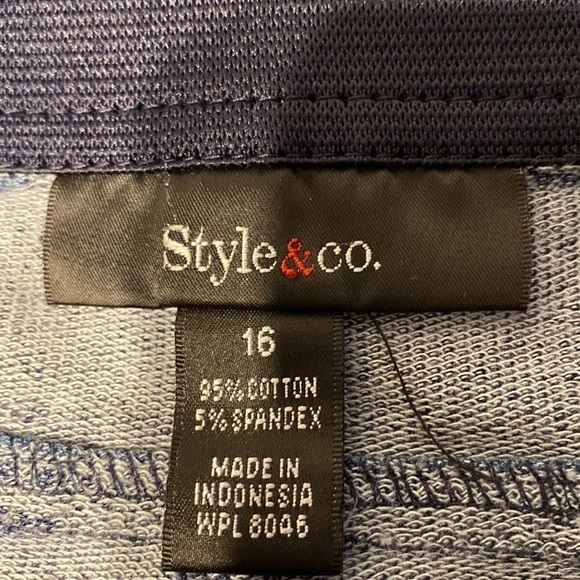 Style&co.
16
95% COTTON
5% SPANDEX
MADE IN
INDONESIA
WPL 8046